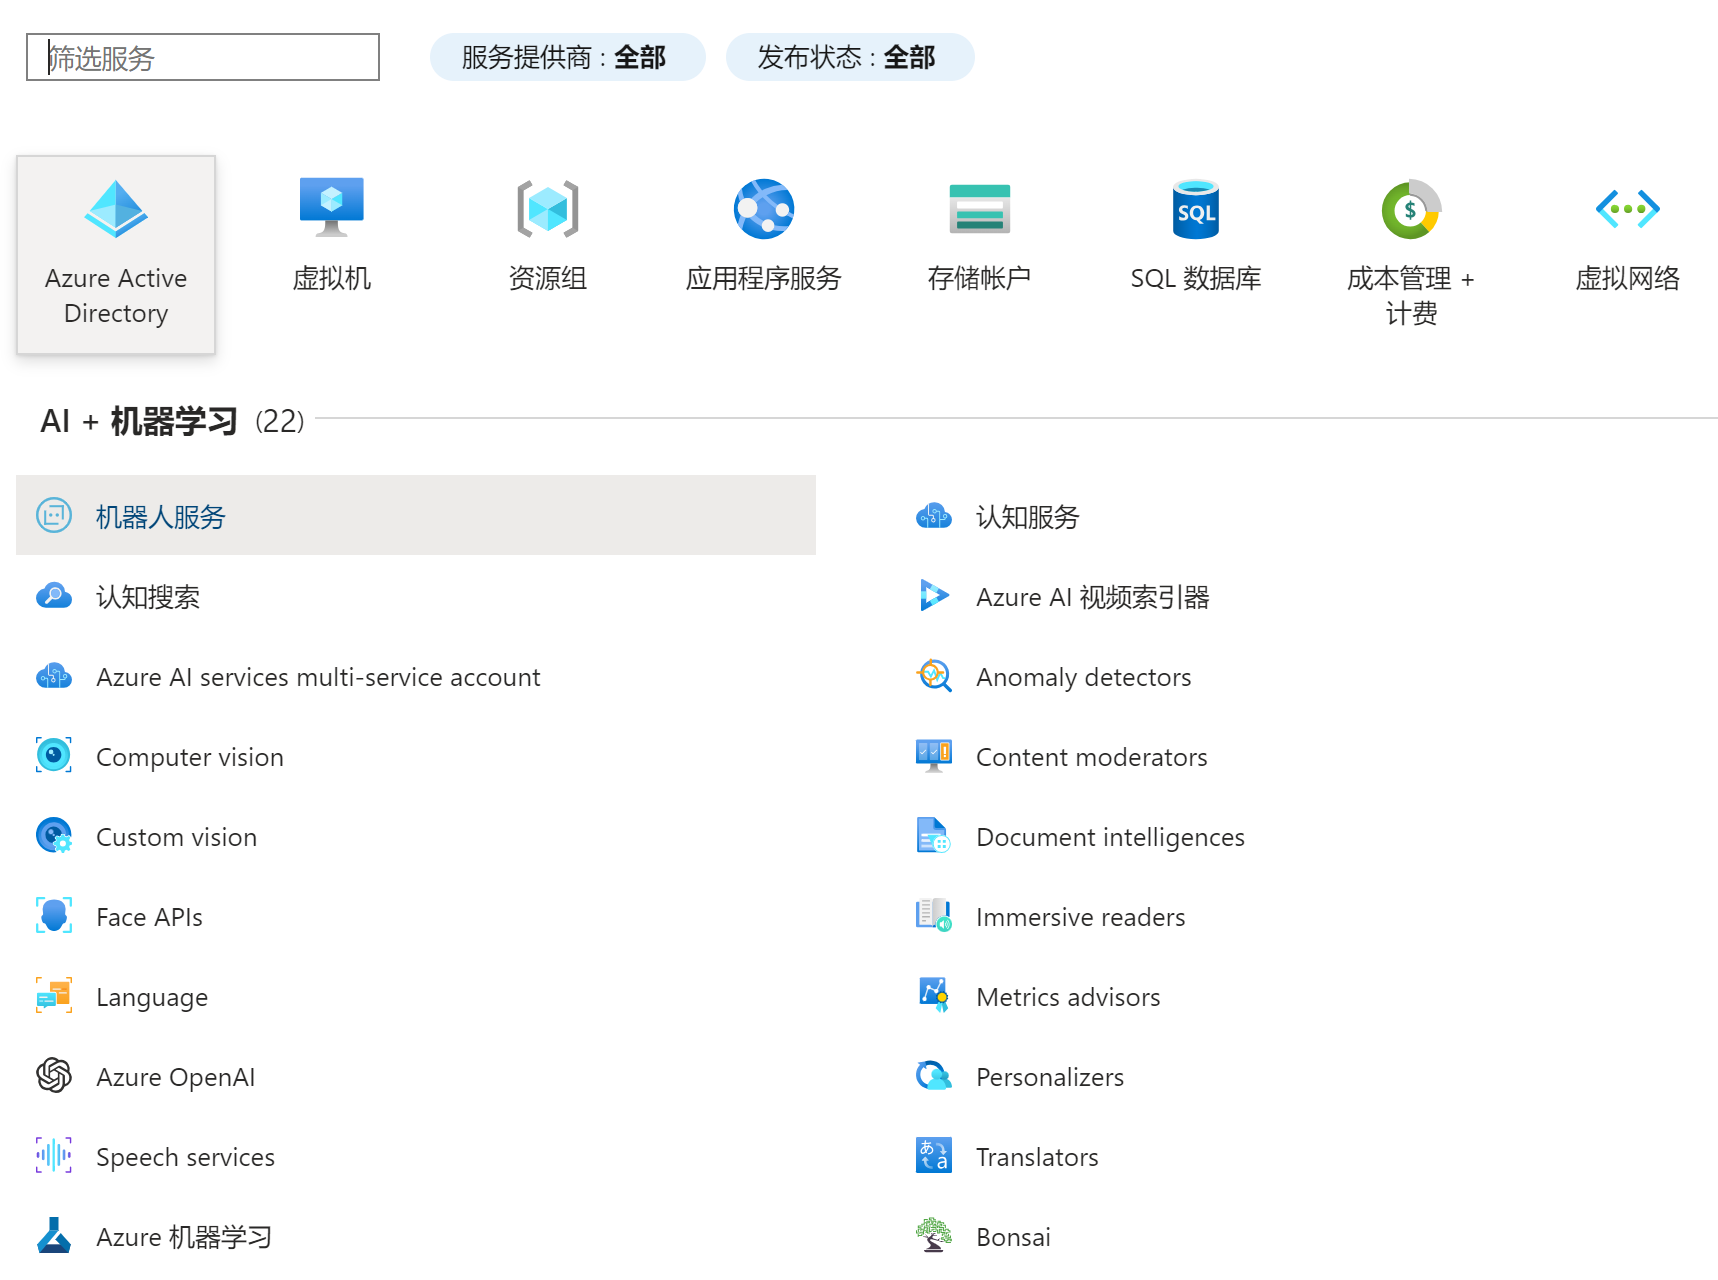 筛选服务
服务提供商 : 全部
发布状态 : 全部
Azure Active
Directory
虚拟机
资源组
应用程序服务
存储帐户
SQL
SQL 数据库
$
成本管理 +
计费
虚拟网络
AI + 机器学习 (22)
机器人服务
认知服务
认知搜索
Azure AI 视频索引器
Azure AI services multi-service account
Anomaly detectors
Computer vision
Content moderators
Custom vision
Document intelligences
Face APIs
Immersive readers
Language
Metrics advisors
Azure OpenAI
Personalizers
Speech services
あ
a
Translators
Azure 机器学习
Bonsai